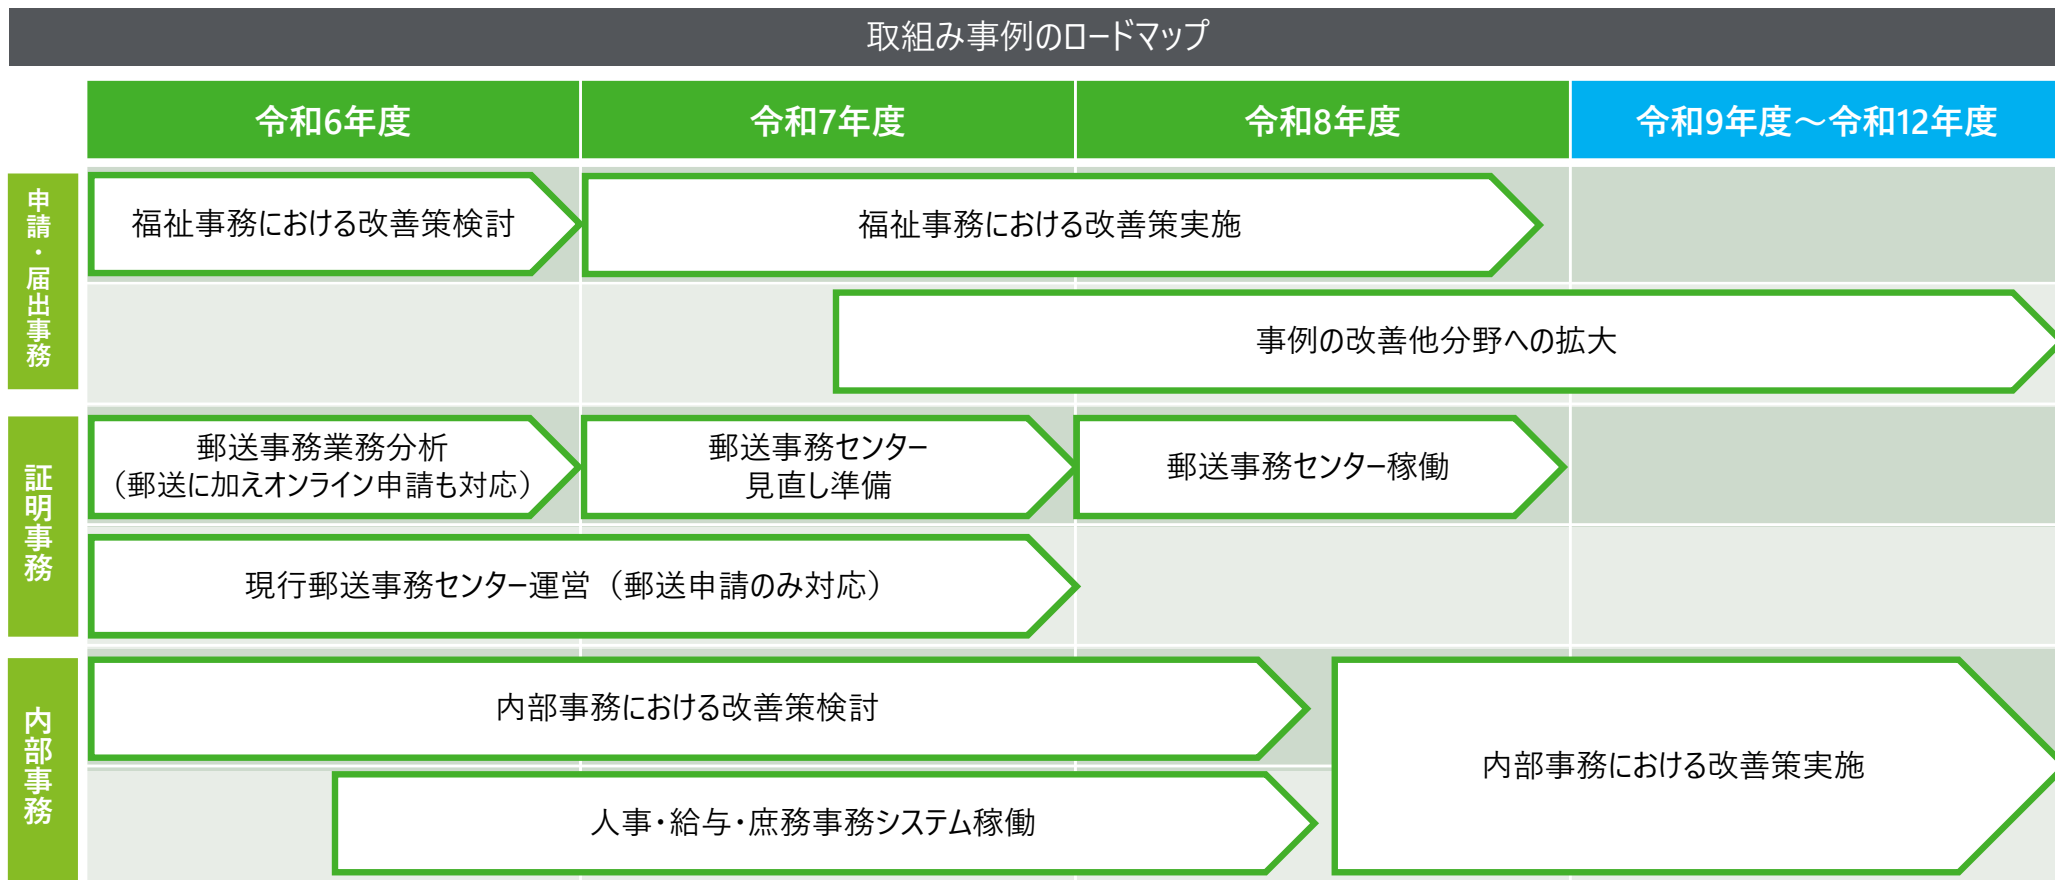 取組み事例のロードマップ
令和6年度
令和7年度
令和8年度
令和9年度～令和12年度
申請・届出事務
福祉事務における改善策検討
福祉事務における改善策実施
事例の改善他分野への拡大
証明事務
郵送事務業務分析
（郵送に加えオンライン申請も対応）
郵送事務センター
見直し準備
郵送事務センター稼働
現行郵送事務センター運営（郵送申請のみ対応）
内部事務
内部事務における改善策検討
内部事務における改善策実施
人事・給与・庶務事務システム稼働